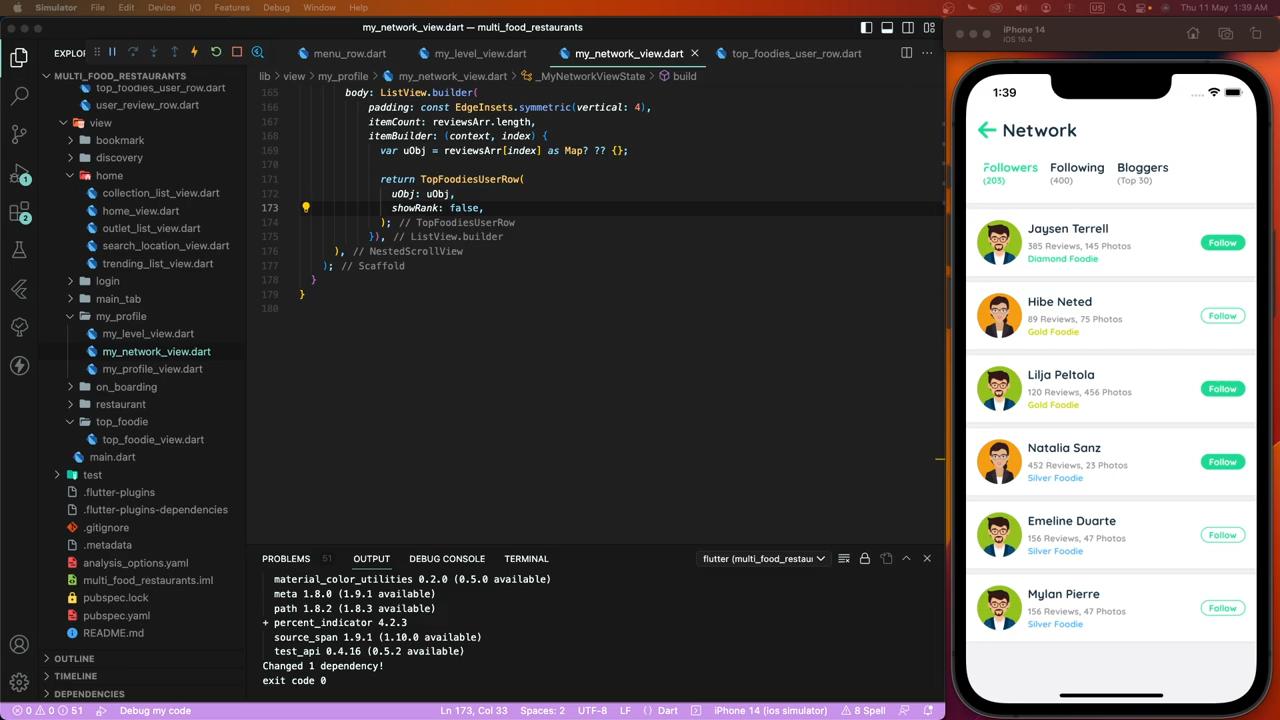 Simulator File Edit Device I/O Features Debug Window Help US Thu 11 May 1:39 AM
my_network_view.dart — multi_food_restaurants
EXPLOR
menu_row.dart my_level_view.dart my_network_view.dart top_foodies_user_row.dart
lib > view > my_profile > my_network_view.dart > _MyNetworkViewState > build
MULTI_FOOD_RESTAURANTS
top_foodies_user_row.dart
user_review_row.dart
view
bookmark
discovery
home
collection_list_view.dart
home_view.dart
outlet_list_view.dart
search_location_view.dart
trending_list_view.dart
login
main_tab
my_profile
my_level_view.dart
my_network_view.dart
my_profile_view.dart
on_boarding
restaurant
top_foodie
top_foodie_view.dart
main.dart
test
.flutter-plugins
.flutter-plugins-dependencies
.gitignore
.metadata
analysis_options.yaml
multi_food_restaurants.iml
pubspec.lock
pubspec.yaml
README.md
OUTLINE
TIMELINE
DEPENDENCIES
1
2
165 body: ListView.builder(
166 padding: const EdgeInsets.symmetric(vertical: 4),
167 itemCount: reviewsArr.length,
168 itemBuilder: (context, index) {
169 var uObj = reviewsArr[index] as Map? ?? {};
170
171 return TopFoodiesUserRow(
172 uObj: uObj,
173 showRank: false,
174 ); // TopFoodiesUserRow
175 }), // ListView.builder
176 ), // NestedScrollView
177 ); // Scaffold
178 }
179 }
180
PROBLEMS 51 OUTPUT DEBUG CONSOLE TERMINAL flutter (multi_food_restaur
material_color_utilities 0.2.0 (0.5.0 available)
meta 1.8.0 (1.9.1 available)
path 1.8.2 (1.8.3 available)
+ percent_indicator 4.2.3
source_span 1.9.1 (1.10.0 available)
test_api 0.4.16 (0.5.2 available)
Changed 1 dependency!
exit code 0
0 0 51 Debug my code Ln 173, Col 33 Spaces: 2 UTF-8 LF { } Dart iPhone 14 (ios simulator) 8 Spell
iPhone 14
iOS 16.4
1:39
Network
Followers Following Bloggers
(203) (400) (Top 30)
Jaysen Terrell
385 Reviews, 145 Photos Follow
Diamond Foodie
Hibe Neted
89 Reviews, 75 Photos Follow
Gold Foodie
Lilja Peltola
120 Reviews, 456 Photos Follow
Gold Foodie
Natalia Sanz
452 Reviews, 23 Photos Follow
Silver Foodie
Emeline Duarte
156 Reviews, 47 Photos Follow
Silver Foodie
Mylan Pierre
156 Reviews, 47 Photos Follow
Silver Foodie